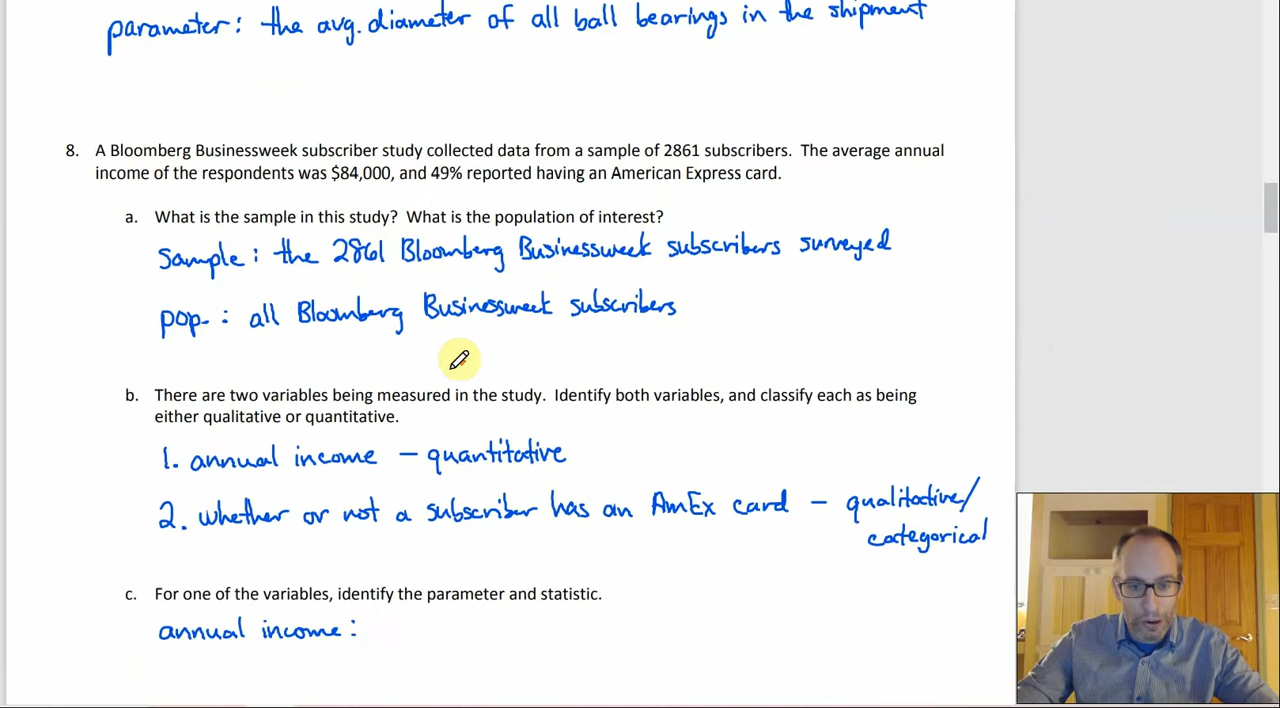 parameter: the avg. diameter of all ball bearings in the shipment
8. A Bloomberg Businessweek subscriber study collected data from a sample of 2861 subscribers. The average annual
income of the respondents was $84,000, and 49% reported having an American Express card.
a. What is the sample in this study? What is the population of interest?
Sample: the 2861 Bloomberg Businessweek subscribers surveyed
pop.: all Bloomberg Businessweek subscribers
b. There are two variables being measured in the study. Identify both variables, and classify each as being
either qualitative or quantitative.
1. annual income – quantitative
2. whether or not a subscriber has an AmEx card – qualitative/
categorical
c. For one of the variables, identify the parameter and statistic.
annual income: